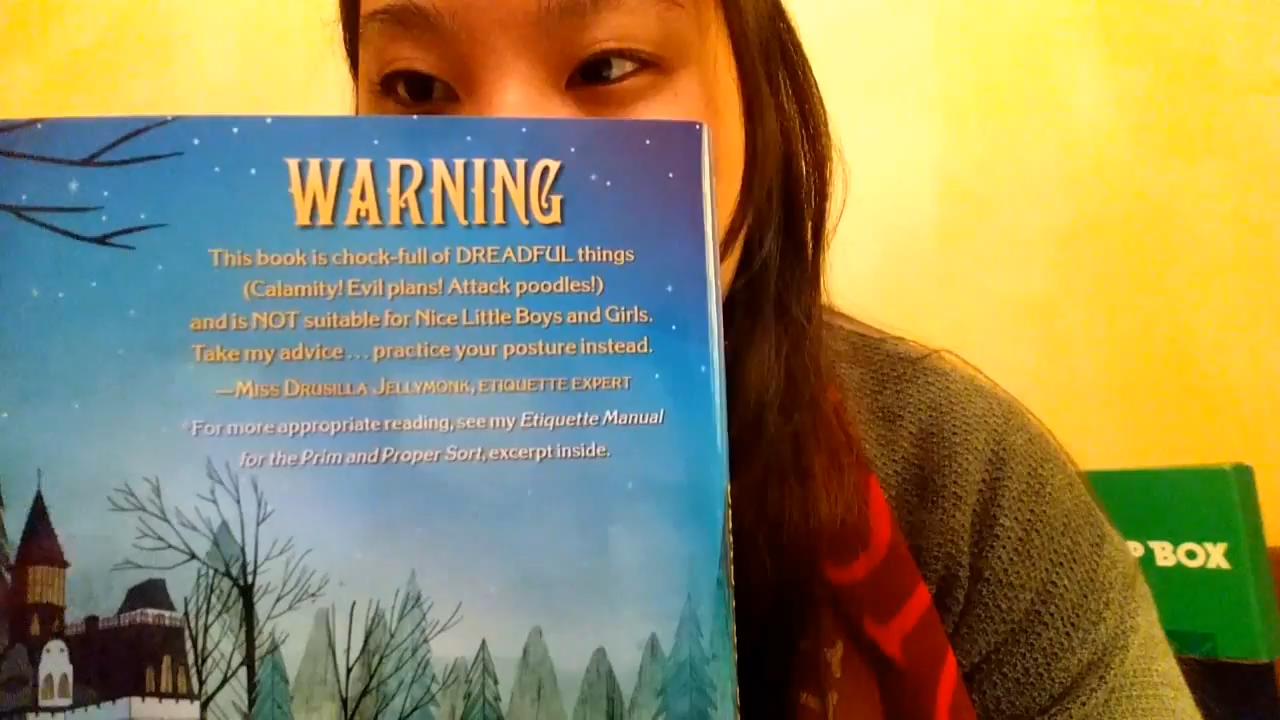 WARNING
This book is chock-full of DREADFUL things
(Calamity! Evil plans! Attack poodles!)
and is NOT suitable for Nice Little Boys and Girls.
Take my advice... practice your posture instead.
—MISS DRUSILLA JELLYMONK, ETIQUETTE EXPERT
*For more appropriate reading, see my Etiquette Manual
for the Prim and Proper Sort, excerpt inside.
P BOX